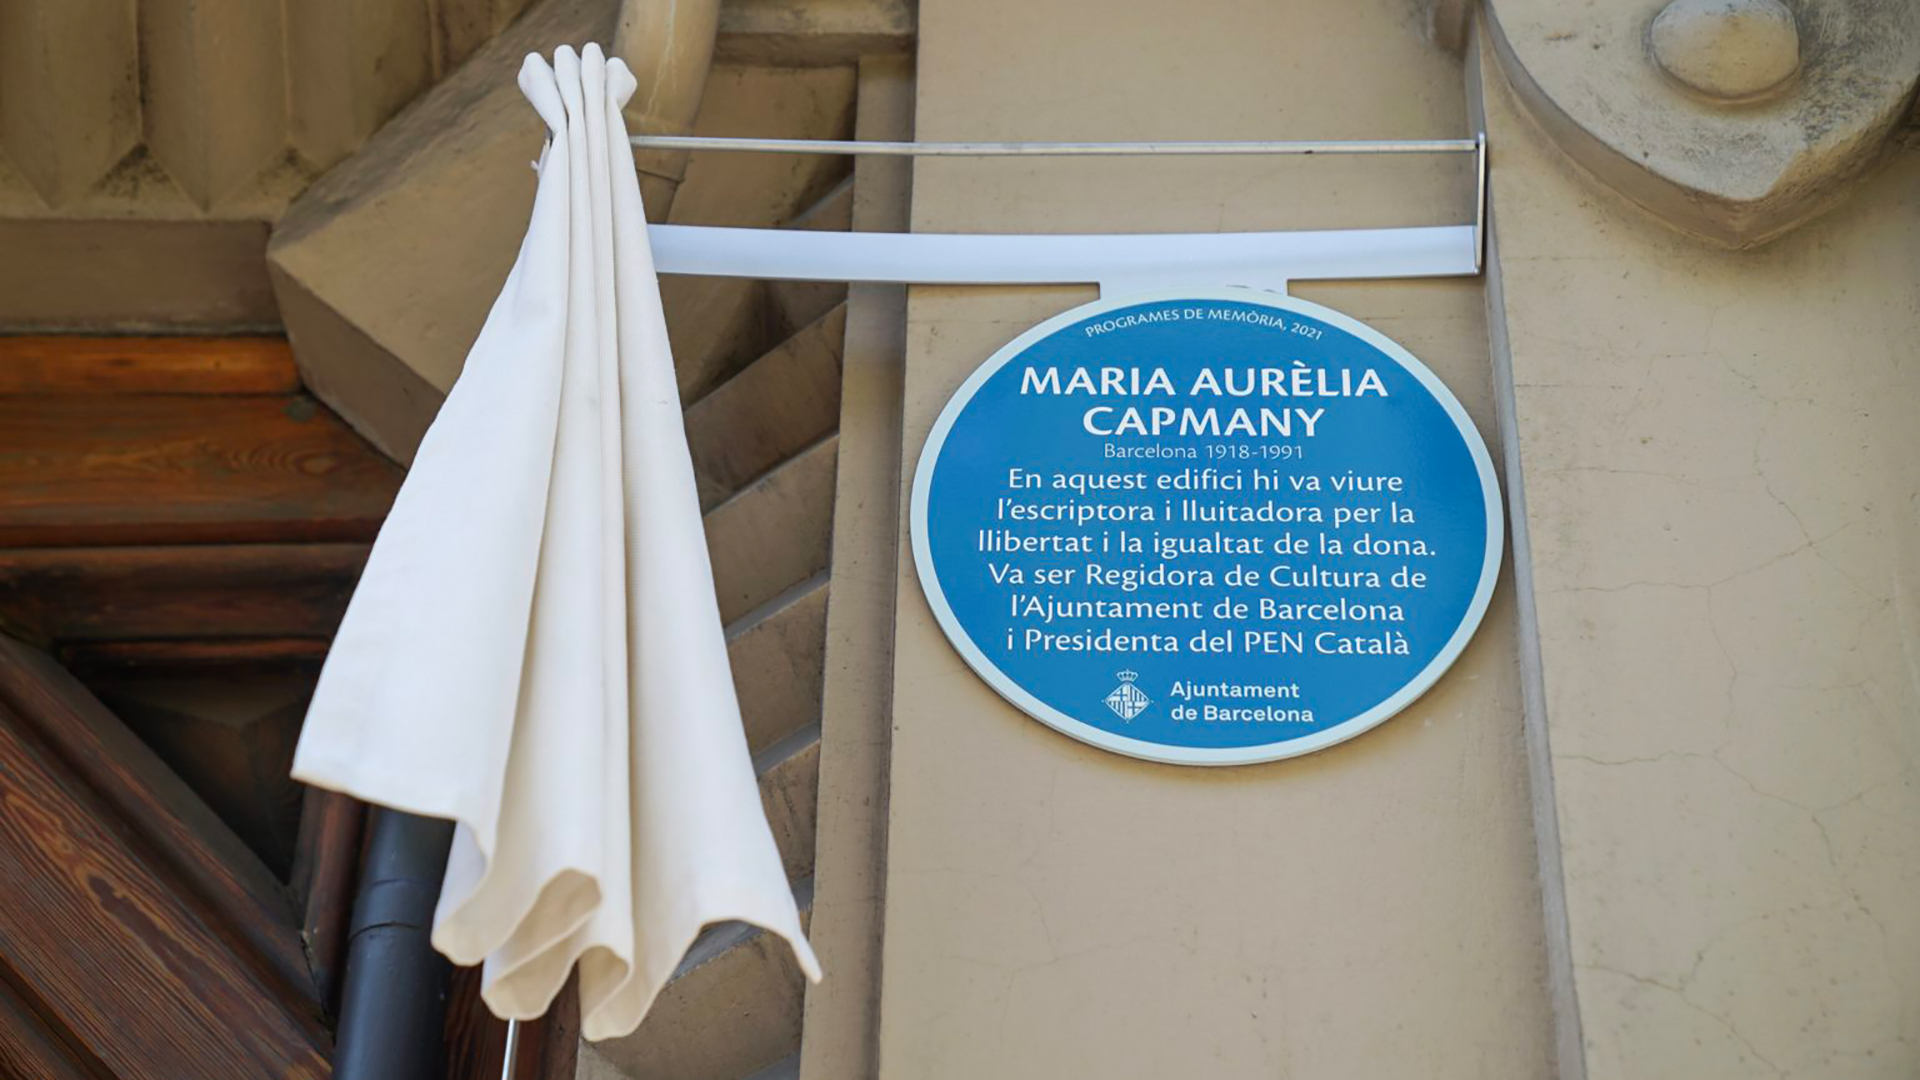 PROGRAMES DE MEMÒRIA, 2021
MARIA AURÈLIA
CAPMANY
Barcelona 1918-1991
En aquest edifici hi va viure
l'escriptora i lluitadora per la
llibertat i la igualtat de la dona.
Va ser Regidora de Cultura de
l'Ajuntament de Barcelona
i Presidenta del PEN Català
Ajuntament
de Barcelona